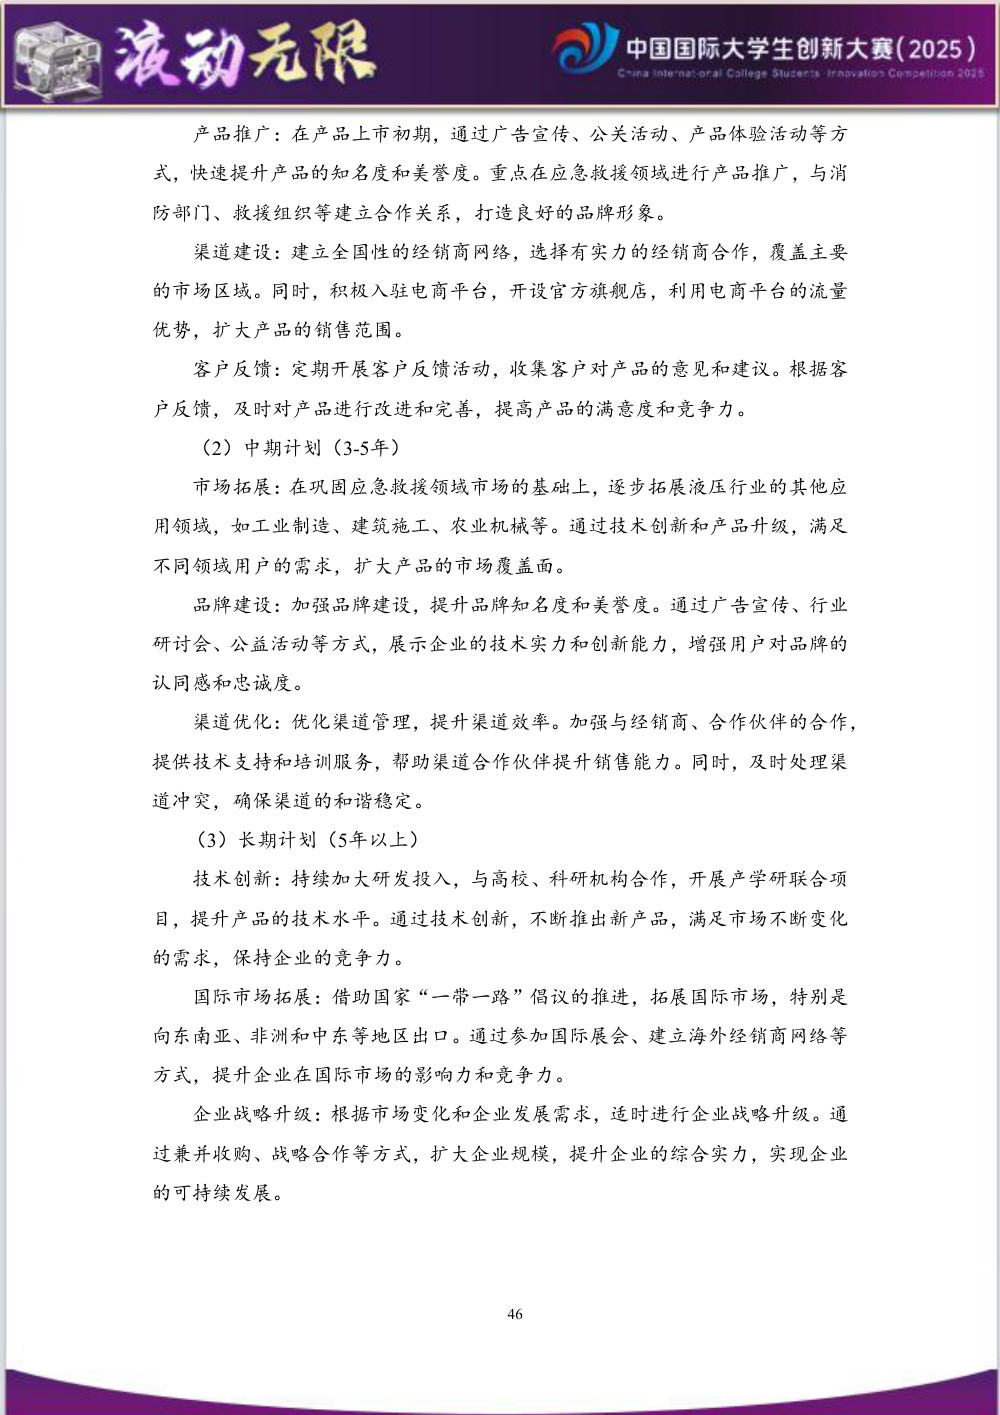 液动无限
中国国际大学生创新大赛(2025)
China International College Students' Innovation Competition 2025
产品推广：在产品上市初期，通过广告宣传、公关活动、产品体验活动等方
式，快速提升产品的知名度和美誉度。重点在应急救援领域进行产品推广，与消
防部门、救援组织等建立合作关系，打造良好的品牌形象。
渠道建设：建立全国性的经销商网络，选择有实力的经销商合作，覆盖主要
的市场区域。同时，积极入驻电商平台，开设官方旗舰店，利用电商平台的流量
优势，扩大产品的销售范围。
客户反馈：定期开展客户反馈活动，收集客户对产品的意见和建议。根据客
户反馈，及时对产品进行改进和完善，提高产品的满意度和竞争力。
（2）中期计划（3-5年）
市场拓展：在巩固应急救援领域市场的基础上，逐步拓展液压行业的其他应
用领域，如工业制造、建筑施工、农业机械等。通过技术创新和产品升级，满足
不同领域用户的需求，扩大产品的市场覆盖面。
品牌建设：加强品牌建设，提升品牌知名度和美誉度。通过广告宣传、行业
研讨会、公益活动等方式，展示企业的技术实力和创新能力，增强用户对品牌的
认同感和忠诚度。
渠道优化：优化渠道管理，提升渠道效率。加强与经销商、合作伙伴的合作，
提供技术支持和培训服务，帮助渠道合作伙伴提升销售能力。同时，及时处理渠
道冲突，确保渠道的和谐稳定。
（3）长期计划（5年以上）
技术创新：持续加大研发投入，与高校、科研机构合作，开展产学研联合项
目，提升产品的技术水平。通过技术创新，不断推出新产品，满足市场不断变化
的需求，保持企业的竞争力。
国际市场拓展：借助国家“一带一路”倡议的推进，拓展国际市场，特别是
向东南亚、非洲和中东等地区出口。通过参加国际展会、建立海外经销商网络等
方式，提升企业在国际市场的影响力和竞争力。
企业战略升级：根据市场变化和企业发展需求，适时进行企业战略升级。通
过兼并收购、战略合作等方式，扩大企业规模，提升企业的综合实力，实现企业
的可持续发展。
46